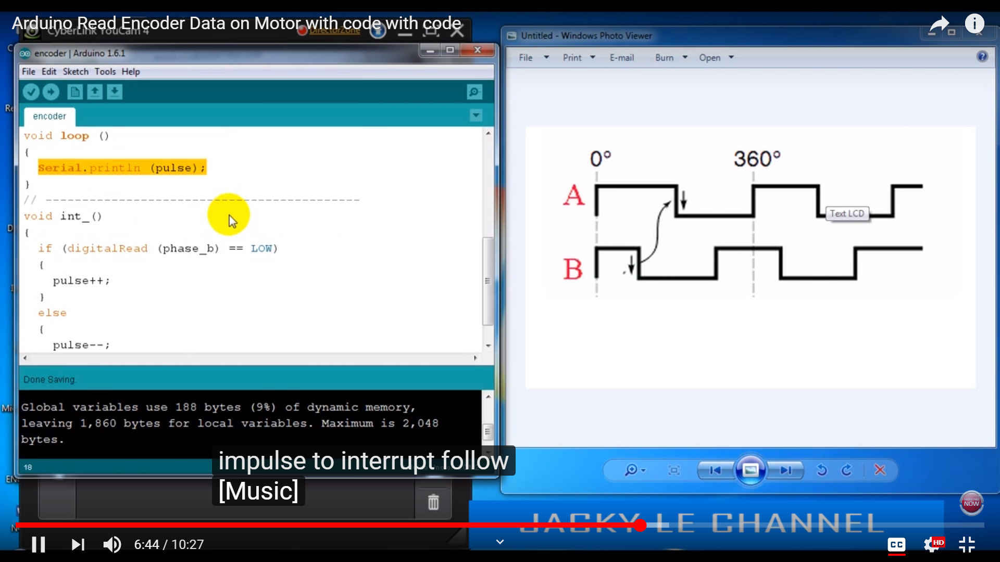 Arduino Read Encoder Data on Motor with code with code
CyberLink YouCam 4
DirectorZone
encoder | Arduino 1.6.1
File Edit Sketch Tools Help
encoder
void loop ()
{
Serial.println (pulse);
}
// -------------------------------------------
void int_()
{
if (digitalRead (phase_b) == LOW)
{
pulse++;
}
else
{
pulse--;
Done Saving.
Global variables use 188 bytes (9%) of dynamic memory,
leaving 1,860 bytes for local variables. Maximum is 2,048
bytes.
18
Untitled - Windows Photo Viewer
File Print E-mail Burn Open
0° 360°
A
Text LCD
B
impulse to interrupt follow
[Music]
SUBSCRIBE
NOW
JACKY LE CHANNEL
6:44 / 10:27
CC
HD